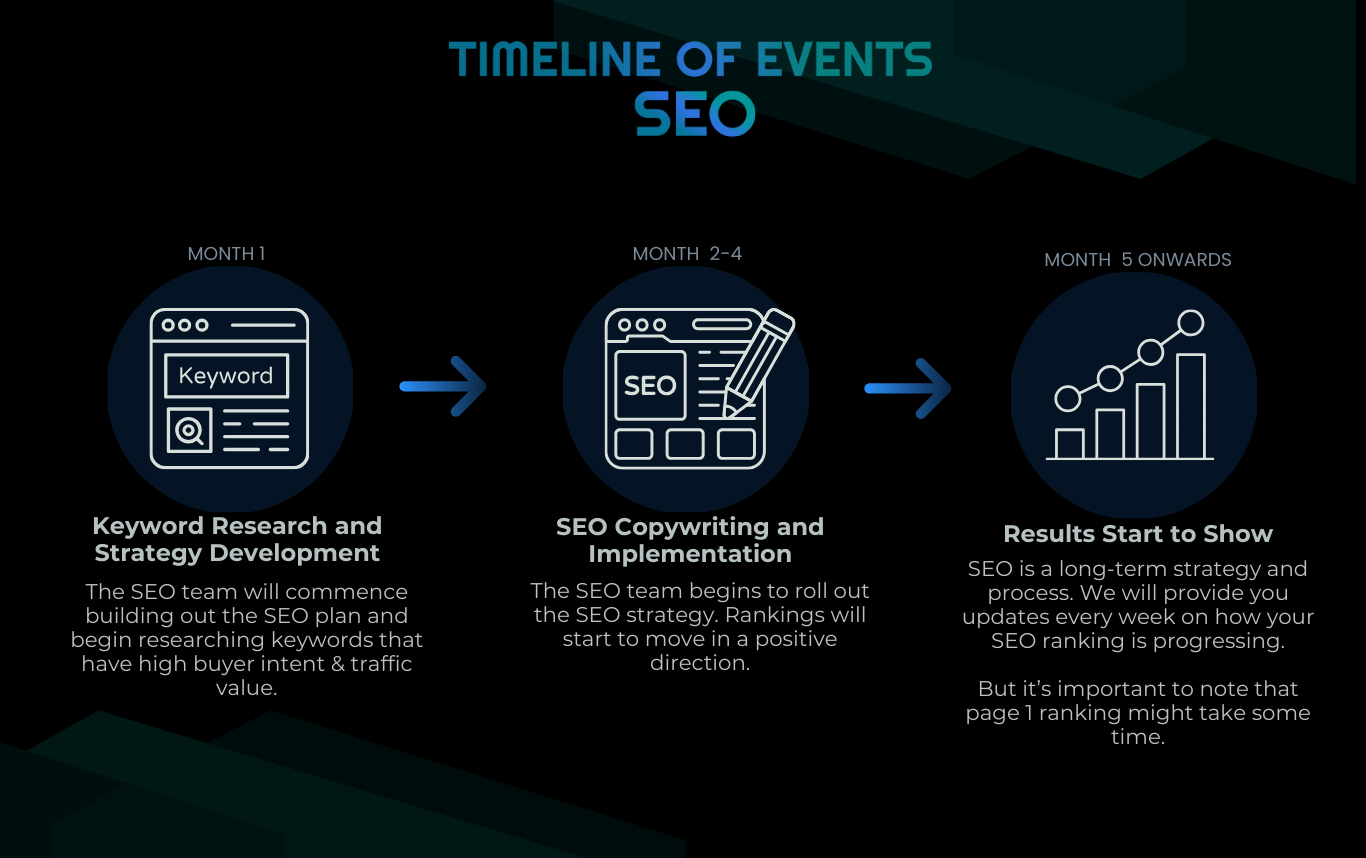 TIMELINE OF EVENTS
SEO
MONTH 1
Keyword
Keyword Research and
Strategy Development
The SEO team will commence
building out the SEO plan and
begin researching keywords that
have high buyer intent & traffic
value.
MONTH 2-4
SEO
SEO Copywriting and
Implementation
The SEO team begins to roll out
the SEO strategy. Rankings will
start to move in a positive
direction.
MONTH 5 ONWARDS
Results Start to Show
SEO is a long-term strategy and
process. We will provide you
updates every week on how your
SEO ranking is progressing.
But it’s important to note that
page 1 ranking might take some
time.